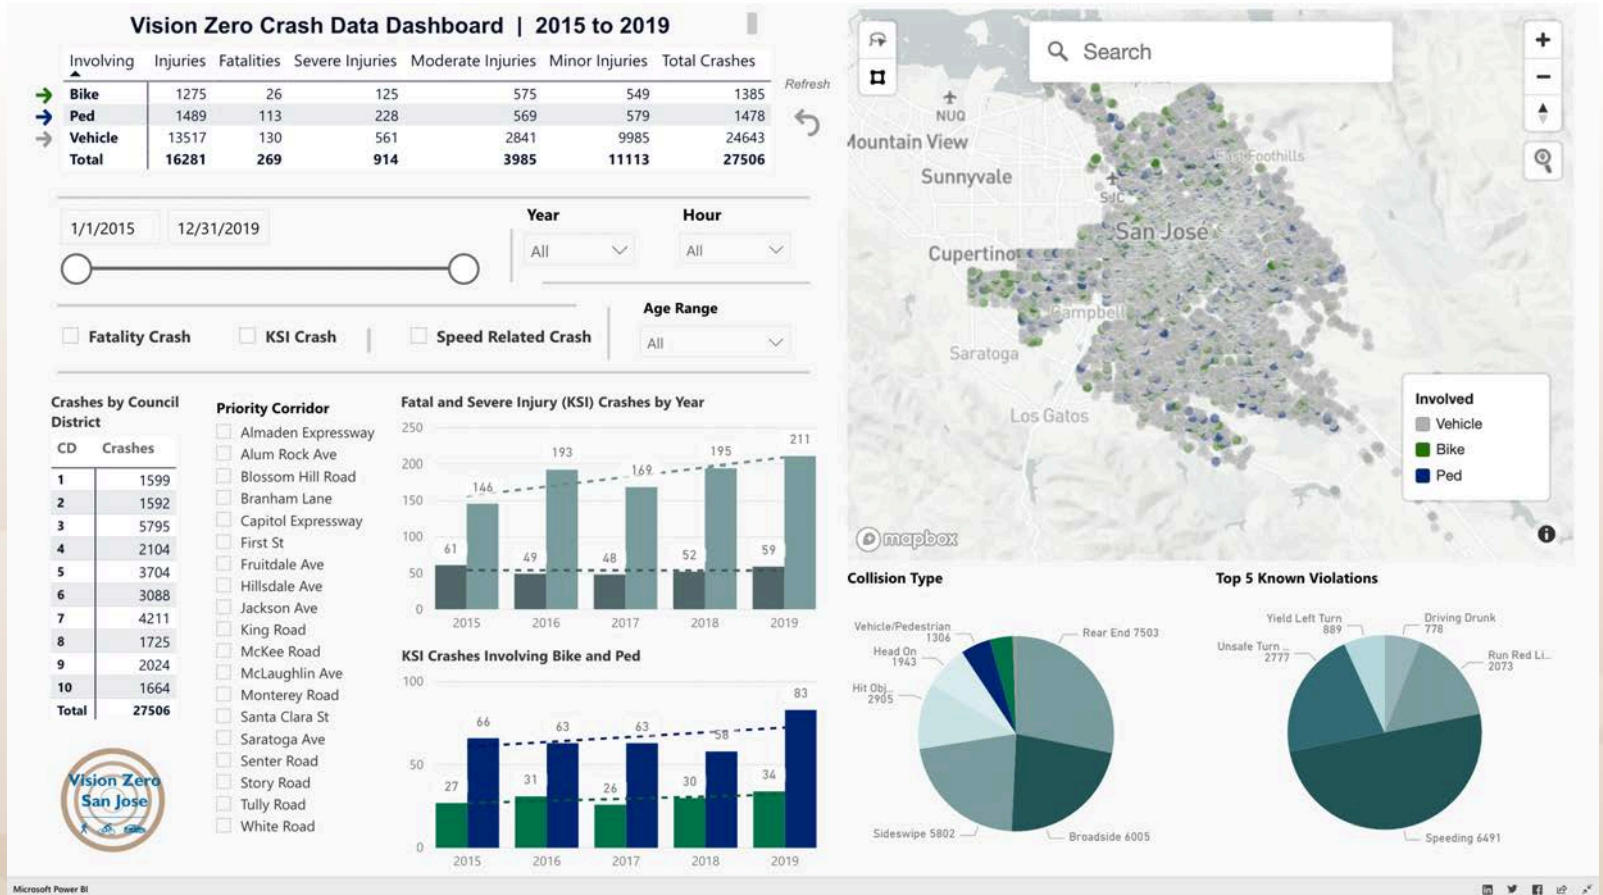 Vision Zero Crash Data Dashboard | 2015 to 2019
Involving Injuries Fatalities Severe Injuries Moderate Injuries Minor Injuries Total Crashes
Bike 1275 26 125 575 549 1385
Ped 1489 113 228 569 579 1478
Vehicle 13517 130 561 2841 9985 24643
Total 16281 269 914 3985 11113 27506
Refresh
1/1/2015 12/31/2019
Year
All
Hour
All
Fatality Crash
KSI Crash
Speed Related Crash
Age Range
All
Crashes by Council
District
CD Crashes
1 1599
2 1592
3 5795
4 2104
5 3704
6 3088
7 4211
8 1725
9 2024
10 1664
Total 27506
Vision Zero
San Jose
Priority Corridor
Almaden Expressway
Alum Rock Ave
Blossom Hill Road
Branham Lane
Capitol Expressway
First St
Fruitdale Ave
Hillsdale Ave
Jackson Ave
King Road
McKee Road
McLaughlin Ave
Monterey Road
Santa Clara St
Saratoga Ave
Senter Road
Story Road
Tully Road
White Road
Fatal and Severe Injury (KSI) Crashes by Year
250
200
150
100
50
0
61 146
49 193
48 169
52 195
59 211
2015 2016 2017 2018 2019
KSI Crashes Involving Bike and Ped
100
50
0
27 66
31 63
26 63
30 58
34 83
2015 2016 2017 2018 2019
Search
NUQ
Mountain View
Sunnyvale
East Foothills
SJC
San Jose
Cupertino
Campbell
Saratoga
Los Gatos
Involved
Vehicle
Bike
Ped
mapbox
Collision Type
Vehicle/Pedestrian
1306
Head On
1943
Hit Obj...
2905
Sideswipe 5802
Rear End 7503
Broadside 6005
Top 5 Known Violations
Yield Left Turn
889
Unsafe Turn ...
2777
Driving Drunk
778
Run Red Li...
2073
Speeding 6491
Microsoft Power BI